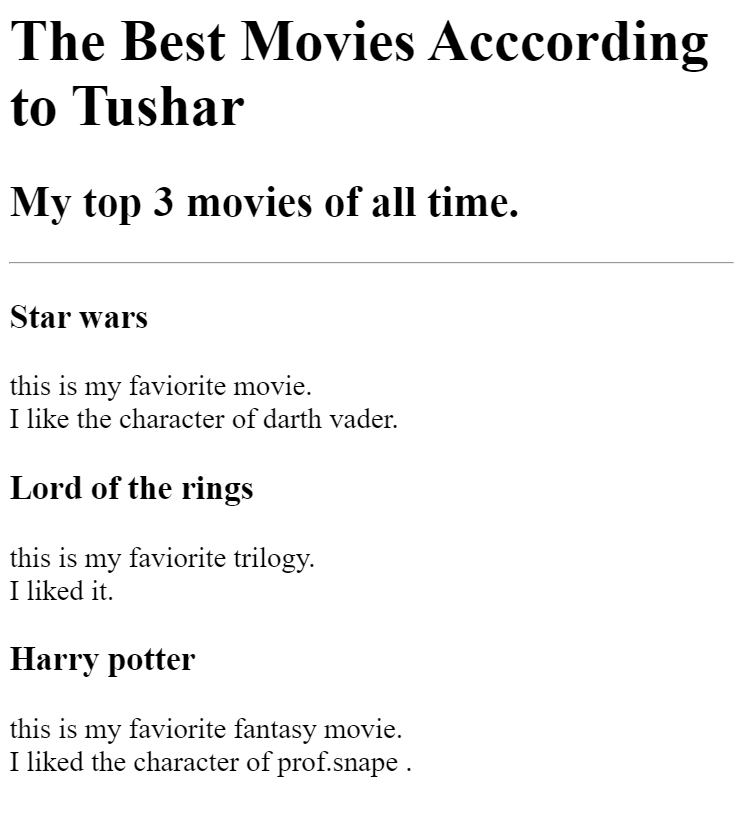 The Best Movies Acccording
to Tushar
My top 3 movies of all time.
Star wars
this is my faviorite movie.
I like the character of darth vader.
Lord of the rings
this is my faviorite trilogy.
I liked it.
Harry potter
this is my faviorite fantasy movie.
I liked the character of prof.snape .